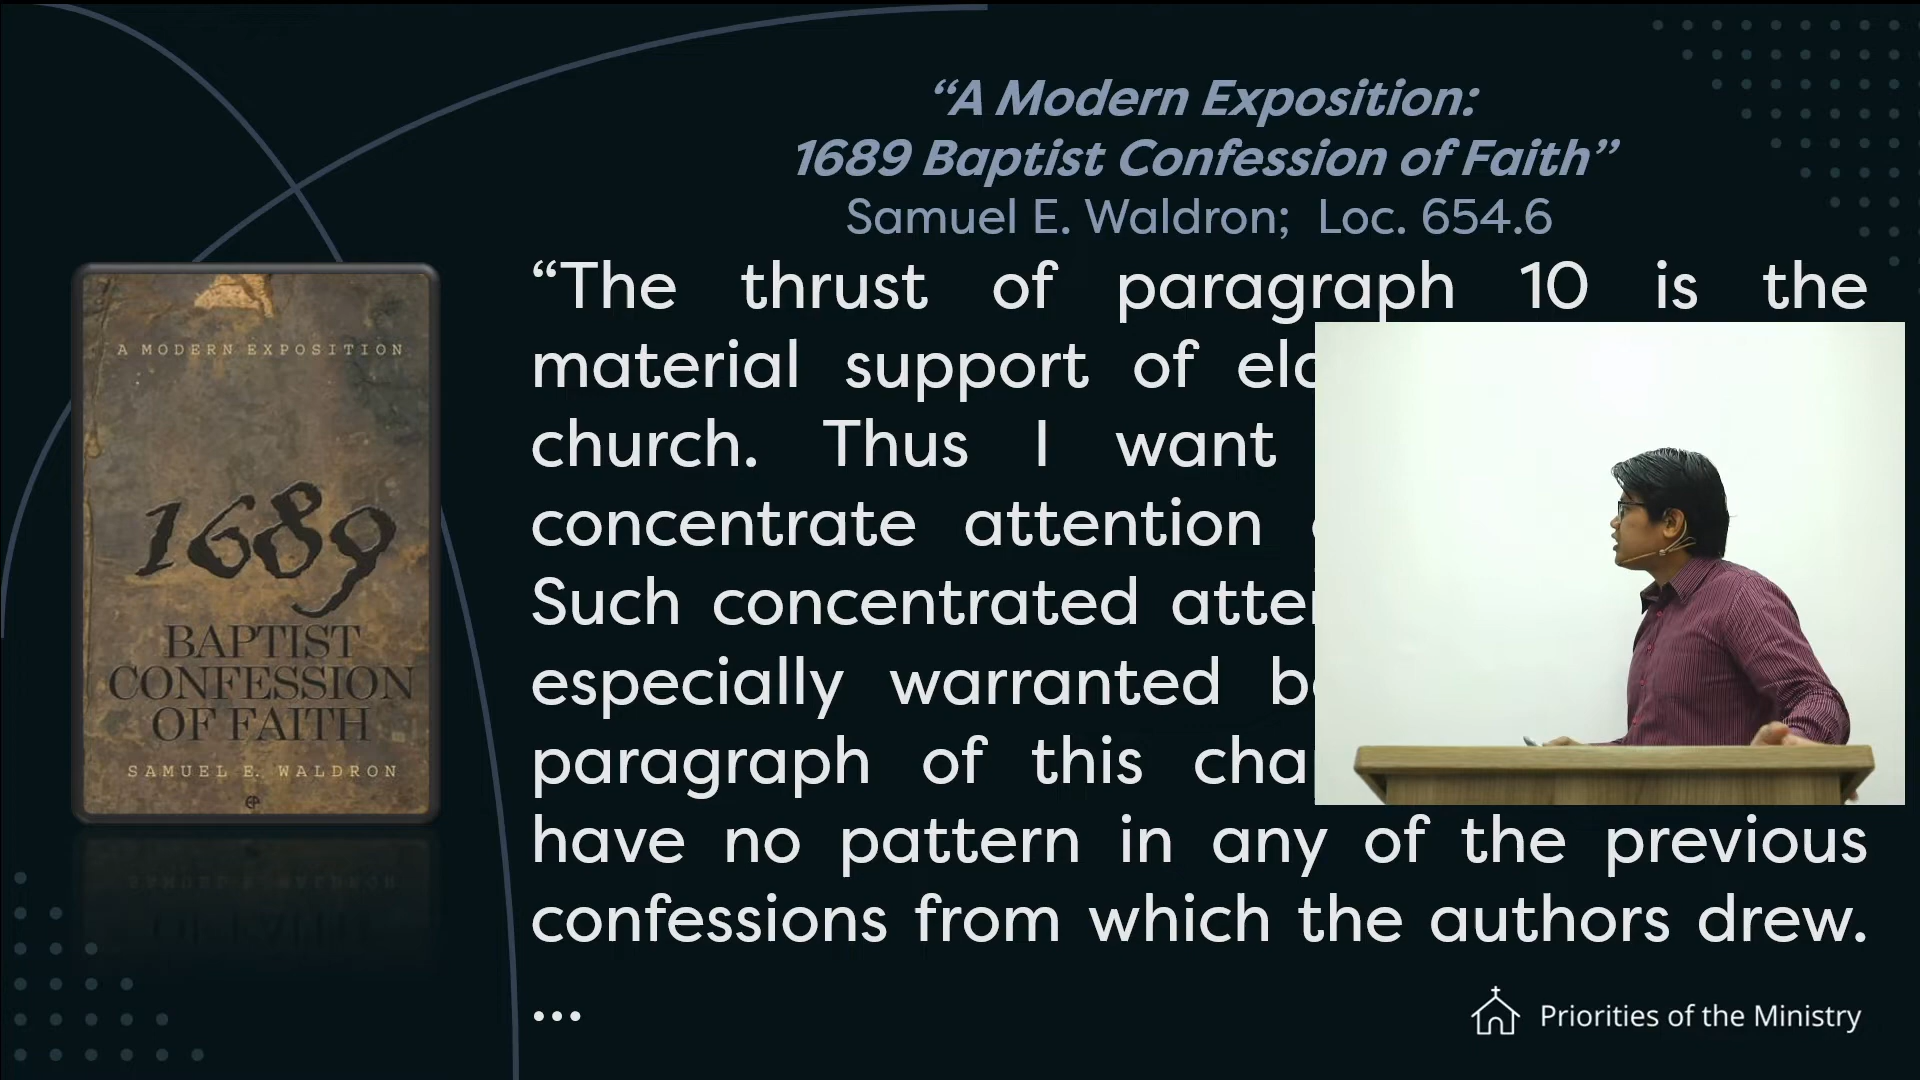 “A Modern Exposition:
1689 Baptist Confession of Faith”
Samuel E. Waldron; Loc. 654.6
“The thrust of paragraph 10 is the
material support of
church. Thus I want
concentrate attention
Such concentrated
especially warranted
paragraph of this
have no pattern in any of the previous
confessions from which the authors drew.
...
A MODERN EXPOSITION
1689
BAPTIST
CONFESSION
OF FAITH
SAMUEL E. WALDRON
Priorities of the Ministry